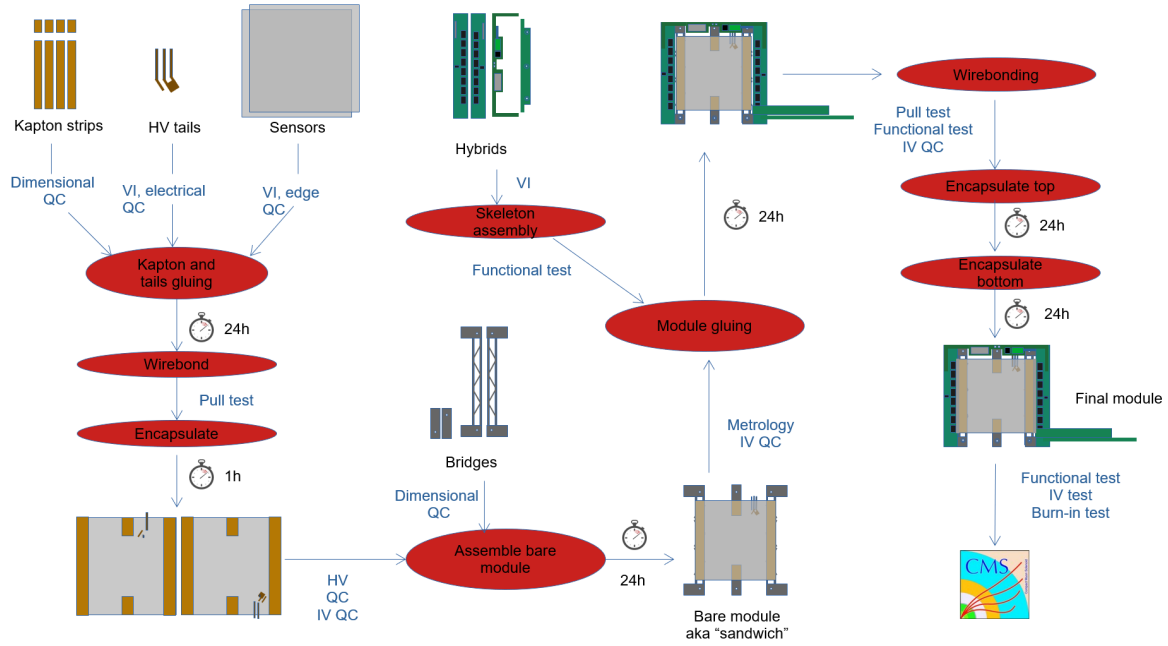 Kapton strips
HV tails
Sensors
Dimensional
QC
VI, electrical
QC
VI, edge
QC
Kapton and
tails gluing
24h
Wirebond
Pull test
Encapsulate
1h
HV
QC
IV QC
Hybrids
VI
Skeleton
assembly
Functional test
Module gluing
24h
Bridges
Dimensional
QC
Assemble bare
module
24h
Bare module
aka “sandwich”
Metrology
IV QC
Wirebonding
Pull test
Functional test
IV QC
Encapsulate top
24h
Encapsulate
bottom
24h
Final module
Functional test
IV test
Burn-in test
CMS